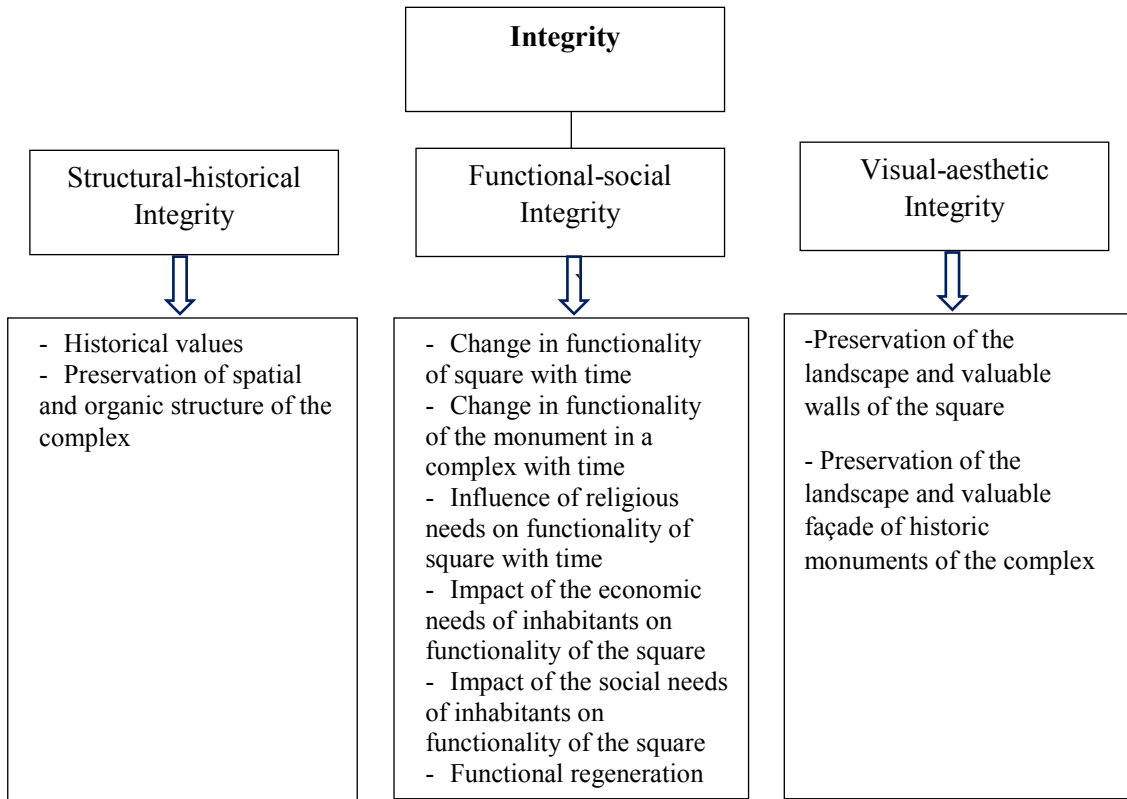 Integrity
Structural-historical
Integrity
Functional-social
Integrity
Visual-aesthetic
Integrity
- Historical values
- Preservation of spatial
and organic structure of the
complex
- Change in functionality
of square with time
- Change in functionality
of the monument in a
complex with time
- Influence of religious
needs on functionality of
square with time
- Impact of the economic
needs of inhabitants on
functionality of the square
- Impact of the social needs
of inhabitants on
functionality of the square
- Functional regeneration
-Preservation of the
landscape and valuable
walls of the square
- Preservation of the
landscape and valuable
façade of historic
monuments of the complex